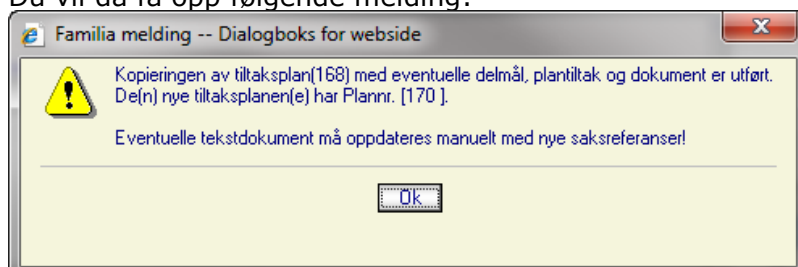 Du vil da få opp følgende melding:
Familia melding -- Dialogboks for webside
Kopieringen av tiltaksplan(168) med eventuelle delmål, plantiltak og dokument er utført.
De(n) nye tiltaksplanen(e) har Plannr. [170 ].
Eventuelle tekstdokument må oppdateres manuelt med nye saksreferanser!
Ok